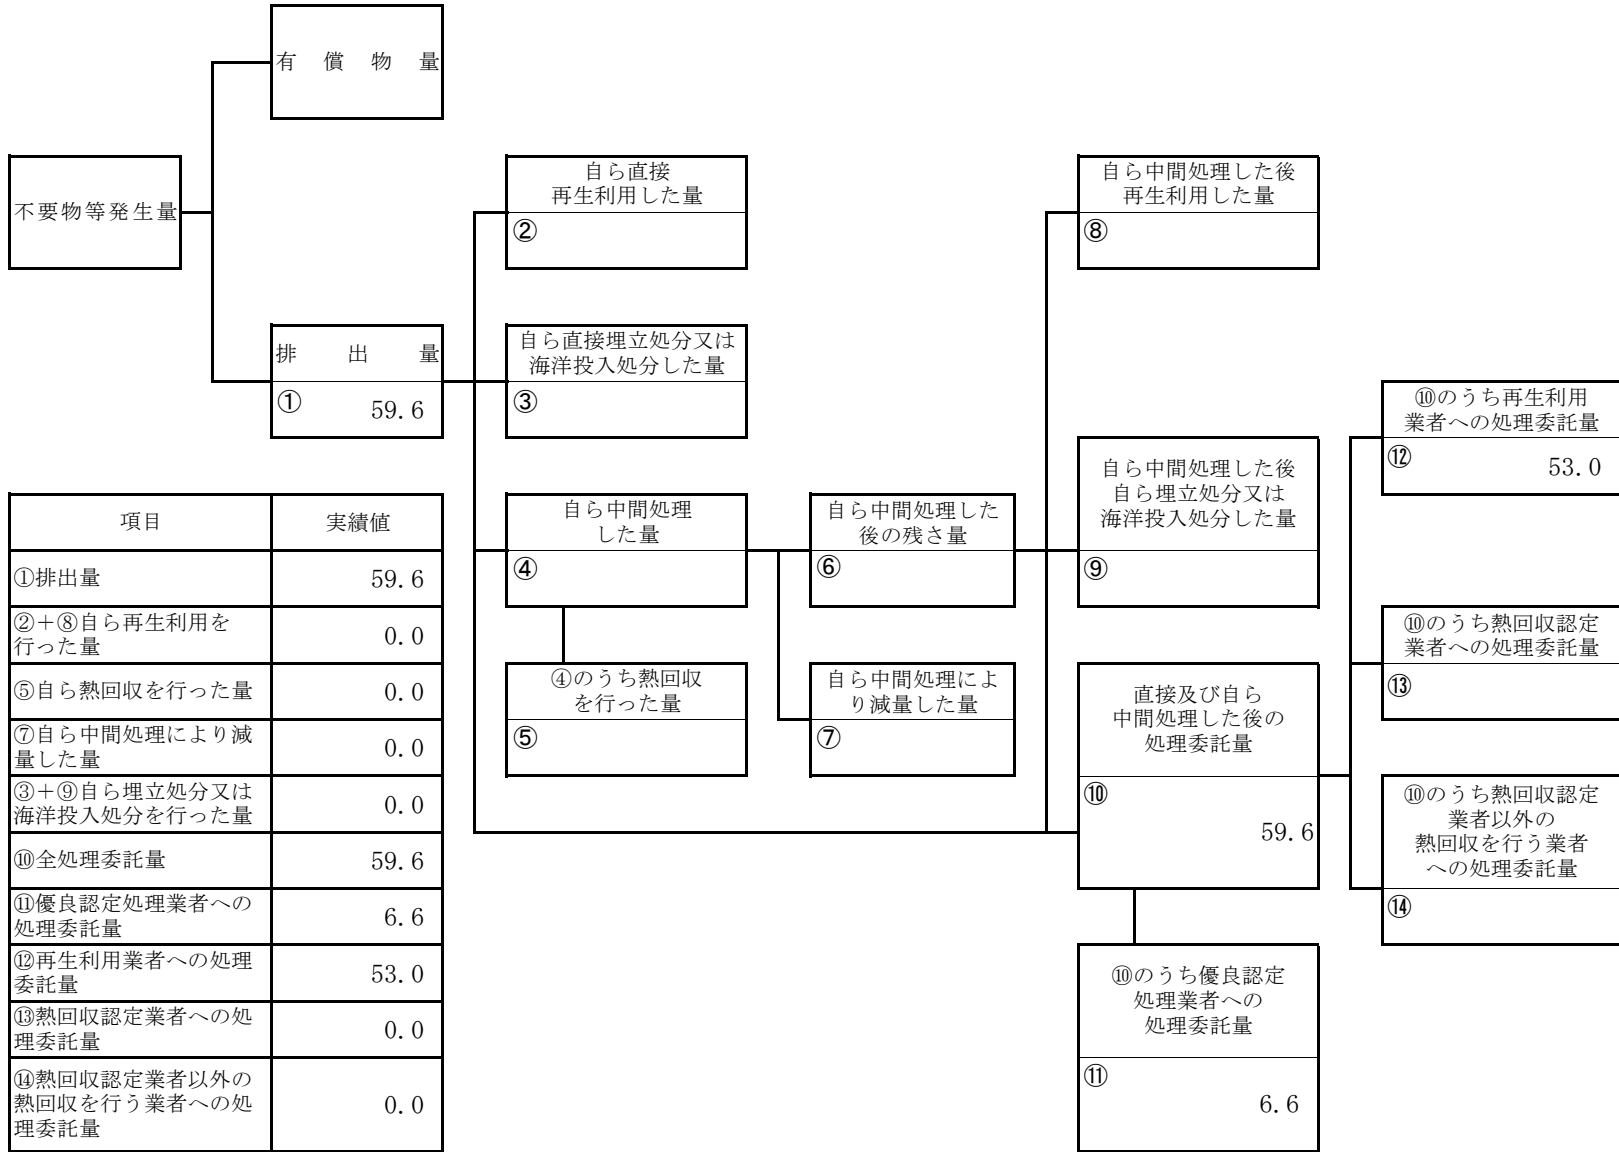 有償物量
不要物等発生量
自ら直接
再生利用した量
②
自ら中間処理した後
再生利用した量
⑧
排出量
①
59.6
自ら直接埋立処分又は
海洋投入処分した量
③
⑩のうち再生利用
業者への処理委託量
⑫
53.0
自ら中間処理した後
自ら埋立処分又は
海洋投入処分した量
⑨
自ら中間処理
した量
④
自ら中間処理した
後の残さ量
⑥
⑩のうち熱回収認定
業者への処理委託量
⑬
④のうち熱回収
を行った量
⑤
自ら中間処理によ
り減量した量
⑦
直接及び自ら
中間処理した後の
処理委託量
⑩
59.6
⑩のうち熱回収認定
業者以外の
熱回収を行う業者
への処理委託量
⑭
⑩のうち優良認定
処理業者への
処理委託量
⑪
6.6
項目 実績値
①排出量 59.6
②＋⑧自ら再生利用を
行った量 0.0
⑤自ら熱回収を行った量 0.0
⑦自ら中間処理により減
量した量 0.0
③＋⑨自ら埋立処分又は
海洋投入処分を行った量 0.0
⑩全処理委託量 59.6
⑪優良認定処理業者への
処理委託量 6.6
⑫再生利用業者への処理
委託量 53.0
⑬熱回収認定業者への処
理委託量 0.0
⑭熱回収認定業者以外の
熱回収を行う業者への処
理委託量 0.0